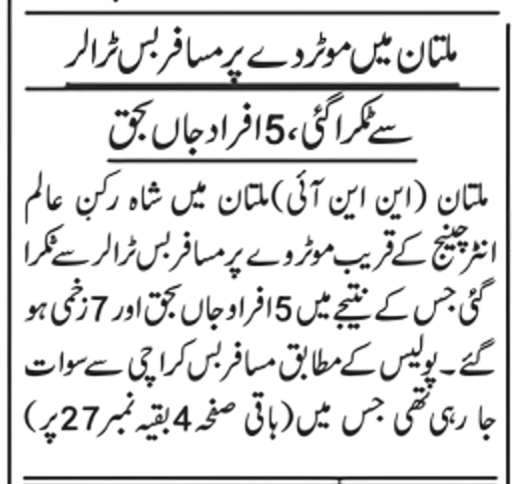 ملتان میں موٹروے پر مسافر بس ٹرالر
سے ٹکرا گئی، 5 افراد جاں بحق
ملتان (این این آئی) ملتان میں شاہ رکن عالم
انٹرچینج کے قریب موٹروے پر مسافر بس ٹرالر سے ٹکرا
گئی جس کے نتیجے میں 5 افراد جاں بحق اور 7 زخمی ہو
گئے۔ پولیس کے مطابق مسافر بس کراچی سے سوات
جا رہی تھی جس میں (باقی صفحہ 4 بقیہ نمبر 27 پر)